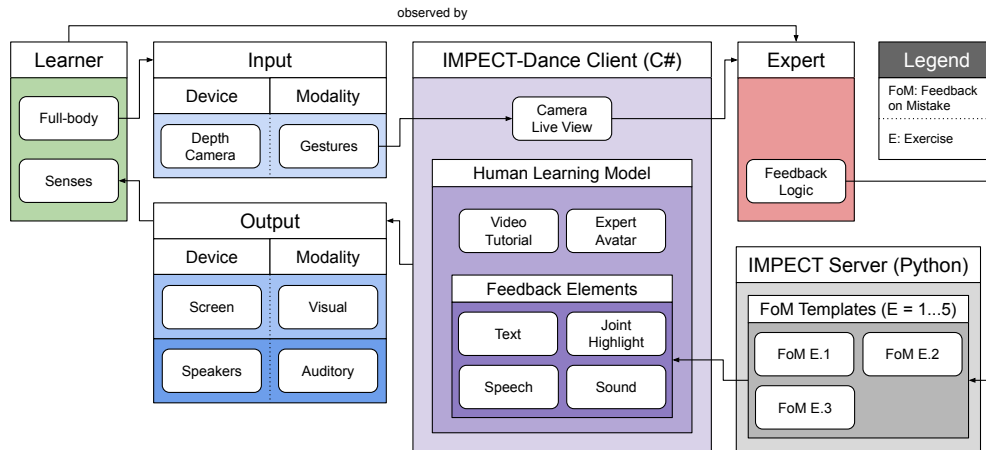 observed by
Learner
Full-body
Senses
Input
Device
Modality
Depth
Camera
Gestures
Output
Device
Modality
Screen
Visual
Speakers
Auditory
IMPECT-Dance Client (C#)
Camera
Live View
Human Learning Model
Video
Tutorial
Expert
Avatar
Feedback Elements
Text
Joint
Highlight
Speech
Sound
Expert
Feedback
Logic
Legend
FoM: Feedback
on Mistake
E: Exercise
IMPECT Server (Python)
FoM Templates (E = 1...5)
FoM E.1
FoM E.2
FoM E.3